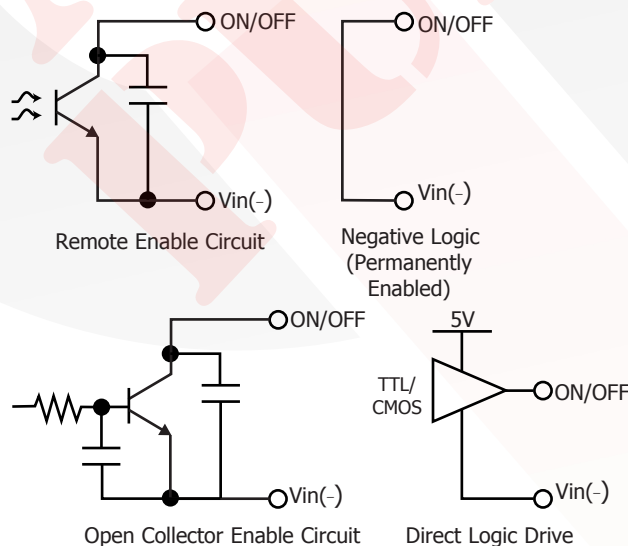 ON/OFF
Vin(-)
Remote Enable Circuit
ON/OFF
Vin(-)
Negative Logic
(Permanently
Enabled)
ON/OFF
Vin(-)
Open Collector Enable Circuit
5V
TTL/
CMOS
ON/OFF
Vin(-)
Direct Logic Drive